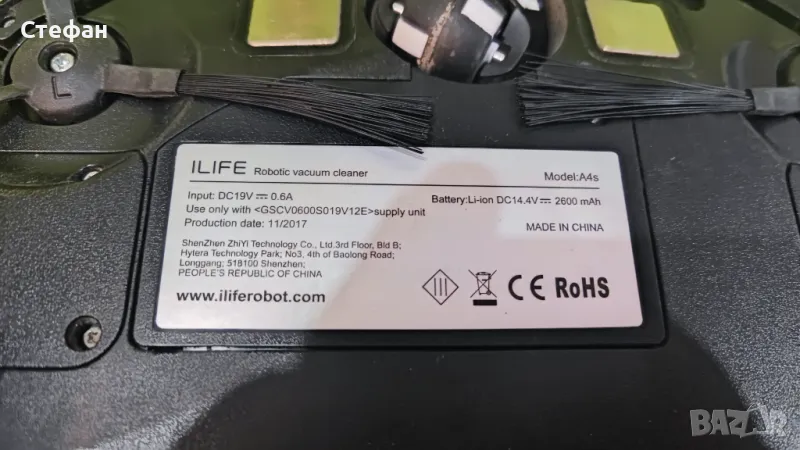 Стефан
L
ILIFE Robotic vacuum cleaner Model:A4s
Input: DC19V ⎓ 0.6A Battery:Li-ion DC14.4V ⎓ 2600 mAh
Use only with <GSCV0600S019V12E>supply unit
Production date: 11/2017 MADE IN CHINA
ShenZhen ZhiYi Technology Co., Ltd.3rd Floor, Bld B;
Hytera Technology Park; No3, 4th of Baolong Road;
Longgang; 518100 Shenzhen;
PEOPLE'S REPUBLIC OF CHINA
www.iliferobot.com
III CE RoHS
BAZAR